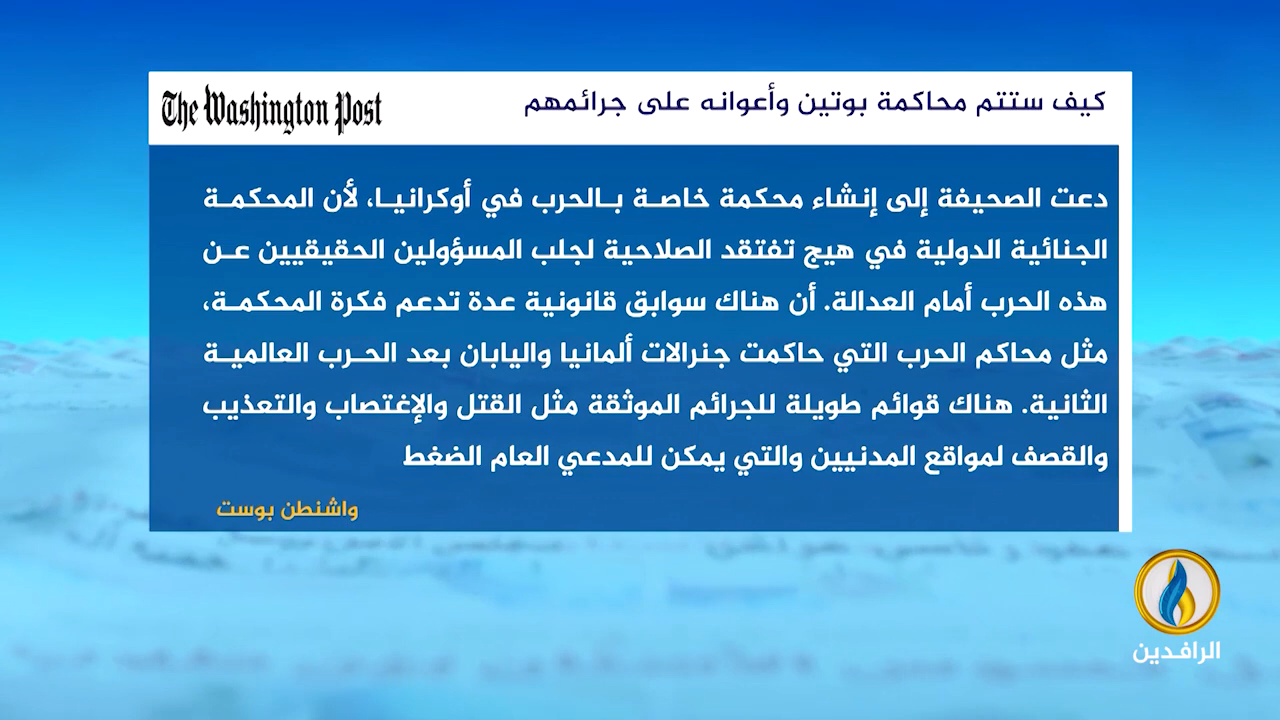 The Washington Post
كيف ستتم محاكمة بوتين وأعوانه على جرائمهم
دعت الصحيفة إلى إنشاء محكمة خاصة بالحرب في أوكرانيا، لأن المحكمة
الجنائية الدولية في هيج تفتقد الصلاحية لجلب المسؤولين الحقيقيين عن
هذه الحرب أمام العدالة. أن هناك سوابق قانونية عدة تدعم فكرة المحكمة،
مثل محاكم الحرب التي حاكمت جنرالات ألمانيا واليابان بعد الحرب العالمية
الثانية. هناك قوائم طويلة للجرائم الموثقة مثل القتل والإغتصاب والتعذيب
والقصف لمواقع المدنيين والتي يمكن للمدعي العام الضغط
واشنطن بوست
الرافدين